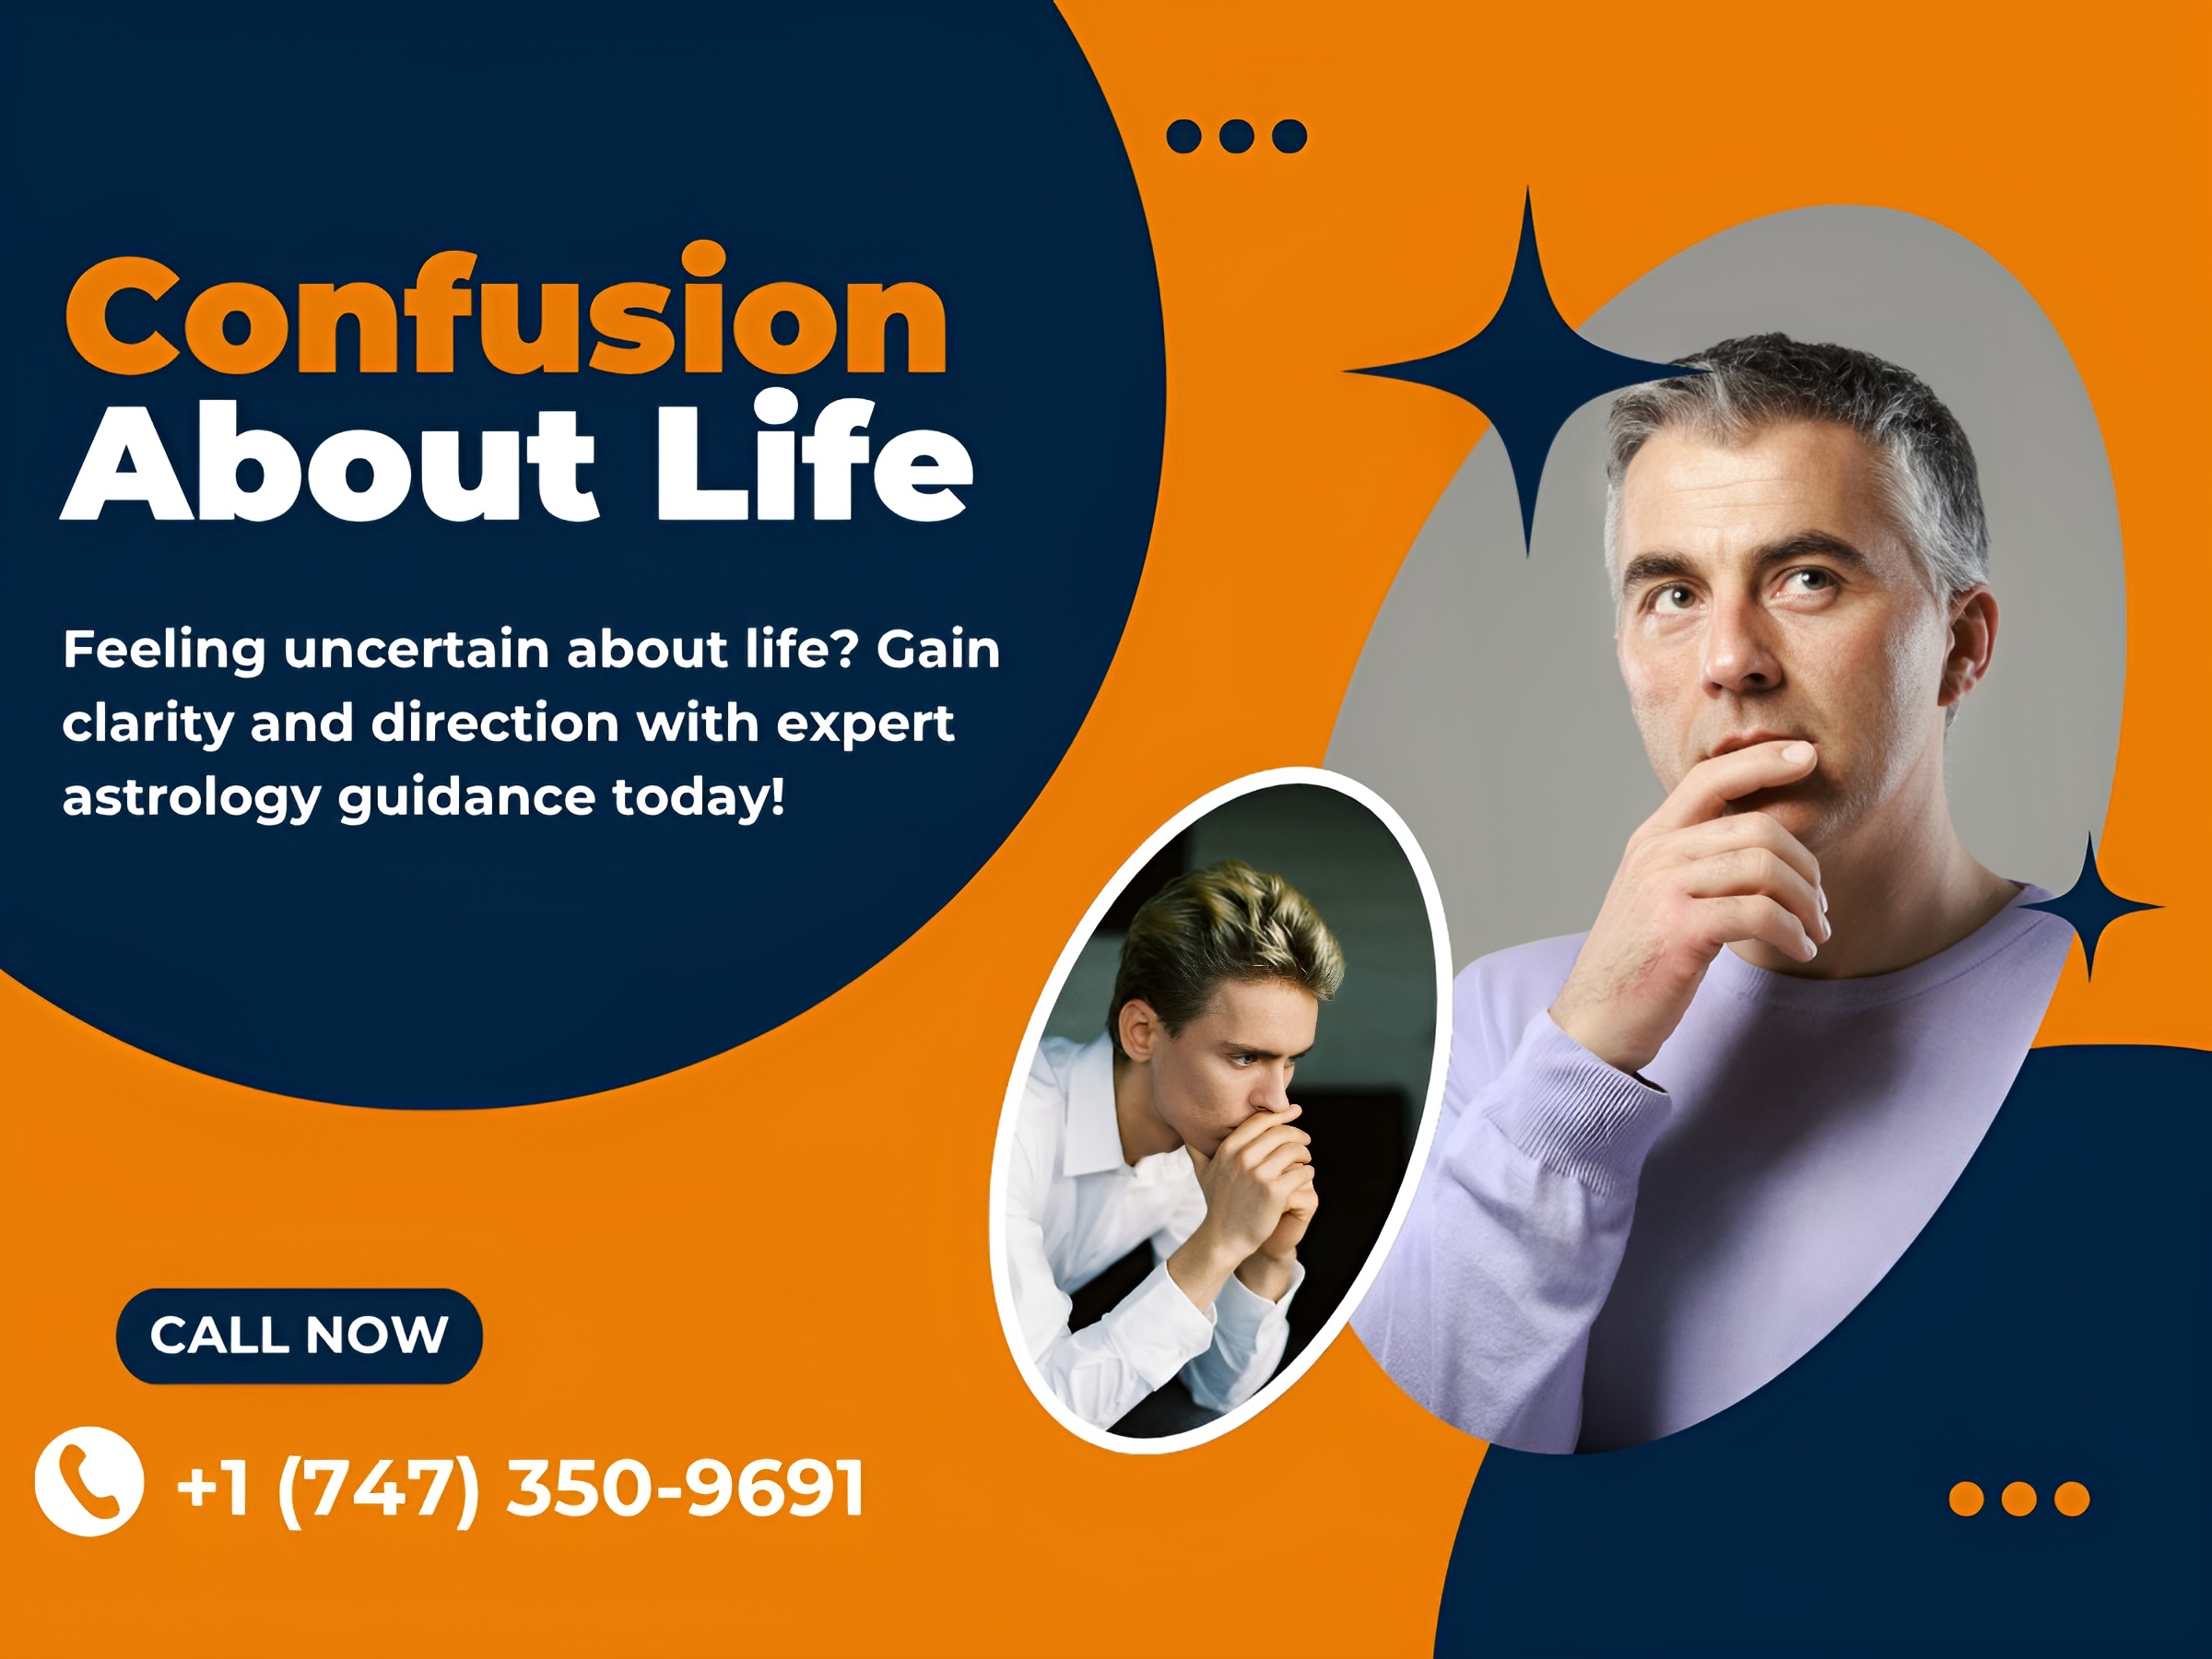 Confusion
About Life
Feeling uncertain about life? Gain
clarity and direction with expert
astrology guidance today!
CALL NOW
+1 (747) 350-9691